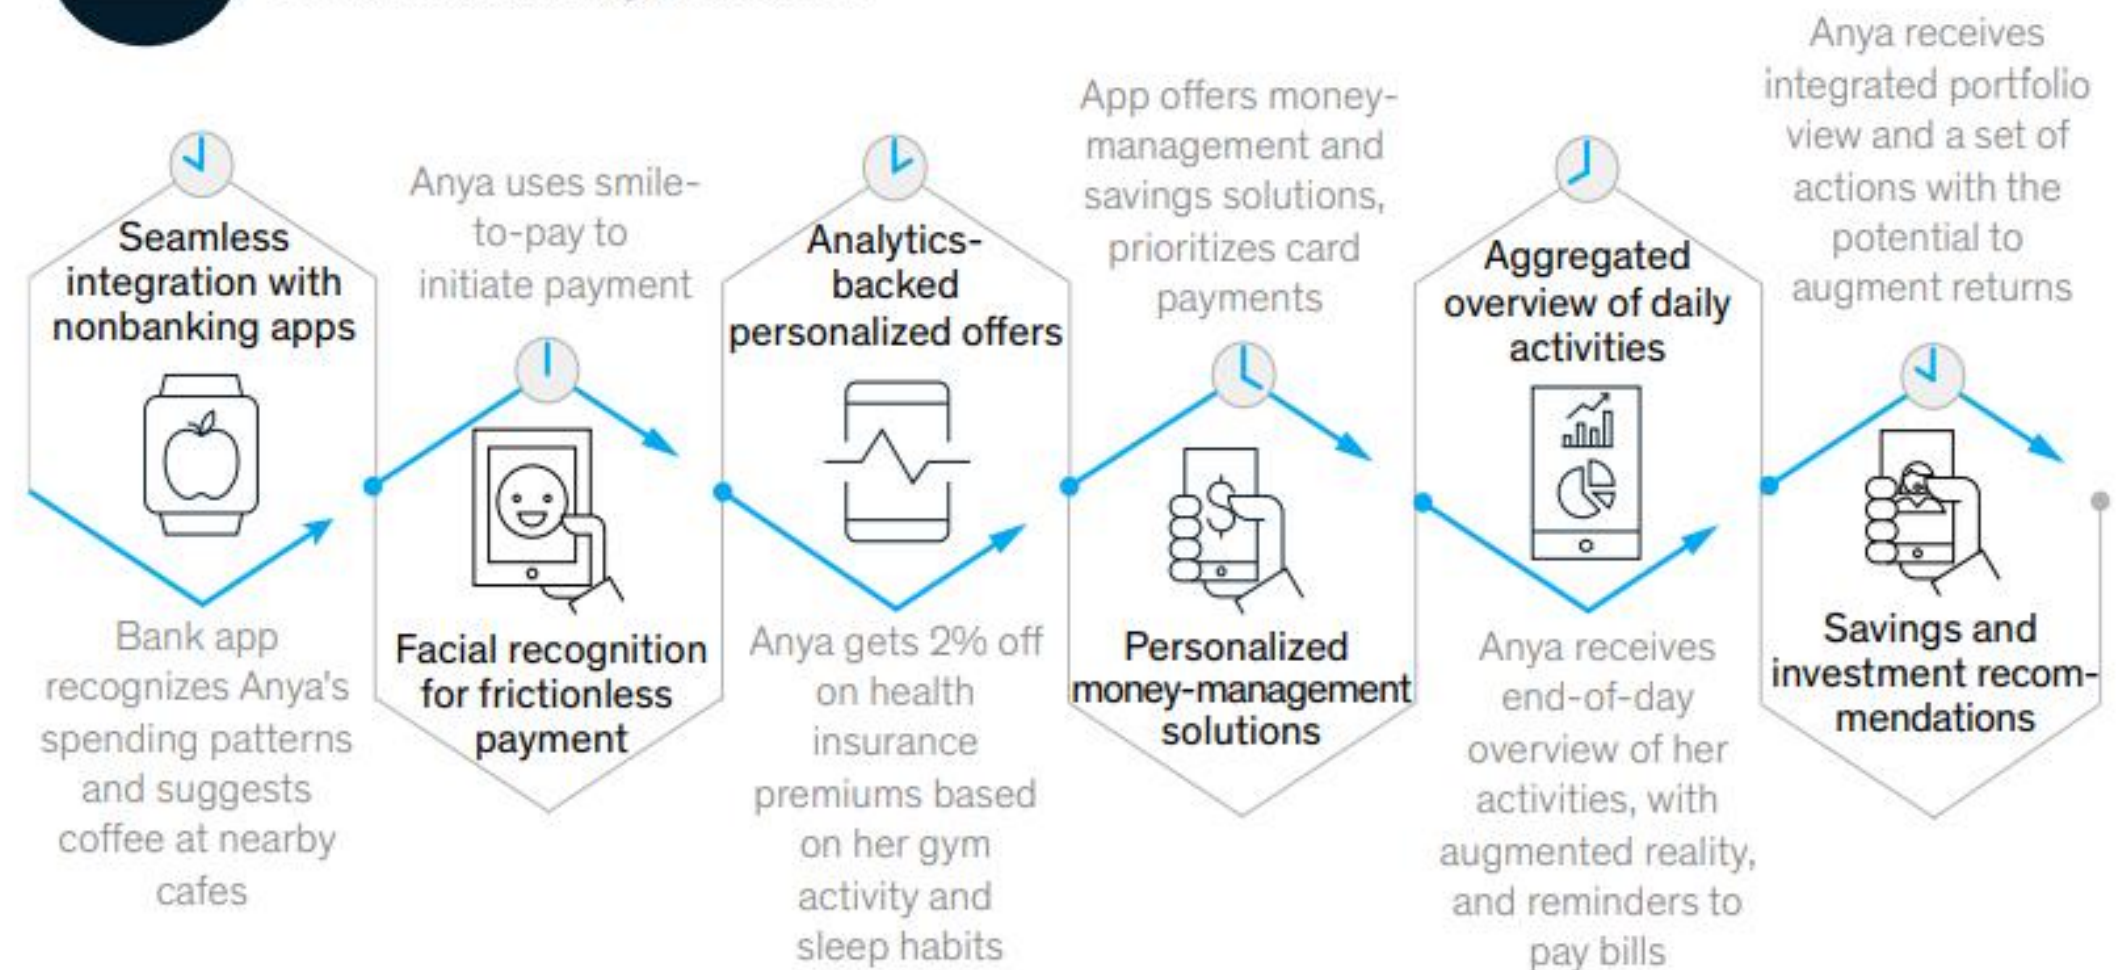 Seamless
integration with
nonbanking apps
Bank app
recognizes Anya's
spending patterns
and suggests
coffee at nearby
cafes
Anya uses smile-
to-pay to
initiate payment
Facial recognition
for frictionless
payment
Analytics-
backed
personalized offers
Anya gets 2% off
on health
insurance
premiums based
on her gym
activity and
sleep habits
App offers money-
management and
savings solutions,
prioritizes card
payments
Personalized
money-management
solutions
Aggregated
overview of daily
activities
Anya receives
end-of-day
overview of her
activities, with
augmented reality,
and reminders to
pay bills
Anya receives
integrated portfolio
view and a set of
actions with the
potential to
augment returns
Savings and
investment recom-
mendations